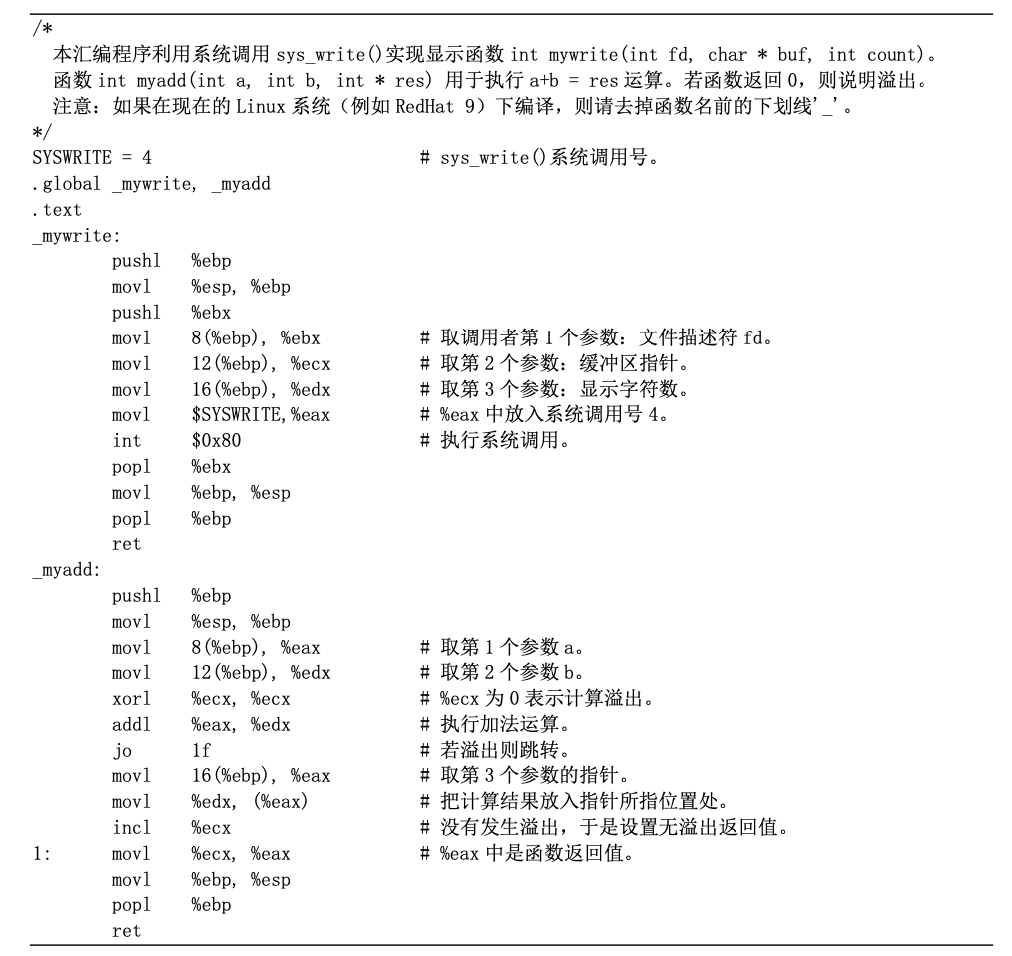 /*
  本汇编程序利用系统调用 sys_write()实现显示函数 int mywrite(int fd, char * buf, int count)。
  函数 int myadd(int a, int b, int * res) 用于执行 a+b = res 运算。若函数返回 0，则说明溢出。
  注意：如果在现在的 Linux 系统（例如 RedHat 9）下编译，则请去掉函数名前的下划线'_'。
*/
SYSWRITE = 4                           # sys_write()系统调用号。
.global _mywrite, _myadd
.text
_mywrite:
        pushl   %ebp
        movl    %esp, %ebp
        pushl   %ebx
        movl    8(%ebp), %ebx          # 取调用者第 1 个参数：文件描述符 fd。
        movl    12(%ebp), %ecx         # 取第 2 个参数：缓冲区指针。
        movl    16(%ebp), %edx         # 取第 3 个参数：显示字符数。
        movl    $SYSWRITE,%eax         # %eax 中放入系统调用号 4。
        int     $0x80                  # 执行系统调用。
        popl    %ebx
        movl    %ebp, %esp
        popl    %ebp
        ret
_myadd:
        pushl   %ebp
        movl    %esp, %ebp
        movl    8(%ebp), %eax          # 取第 1 个参数 a。
        movl    12(%ebp), %edx         # 取第 2 个参数 b。
        xorl    %ecx, %ecx             # %ecx 为 0 表示计算溢出。
        addl    %eax, %edx             # 执行加法运算。
        jo      1f                     # 若溢出则跳转。
        movl    16(%ebp), %eax         # 取第 3 个参数的指针。
        movl    %edx, (%eax)           # 把计算结果放入指针所指位置处。
        incl    %ecx                   # 没有发生溢出，于是设置无溢出返回值。
1:      movl    %ecx, %eax             # %eax 中是函数返回值。
        movl    %ebp, %esp
        popl    %ebp
        ret